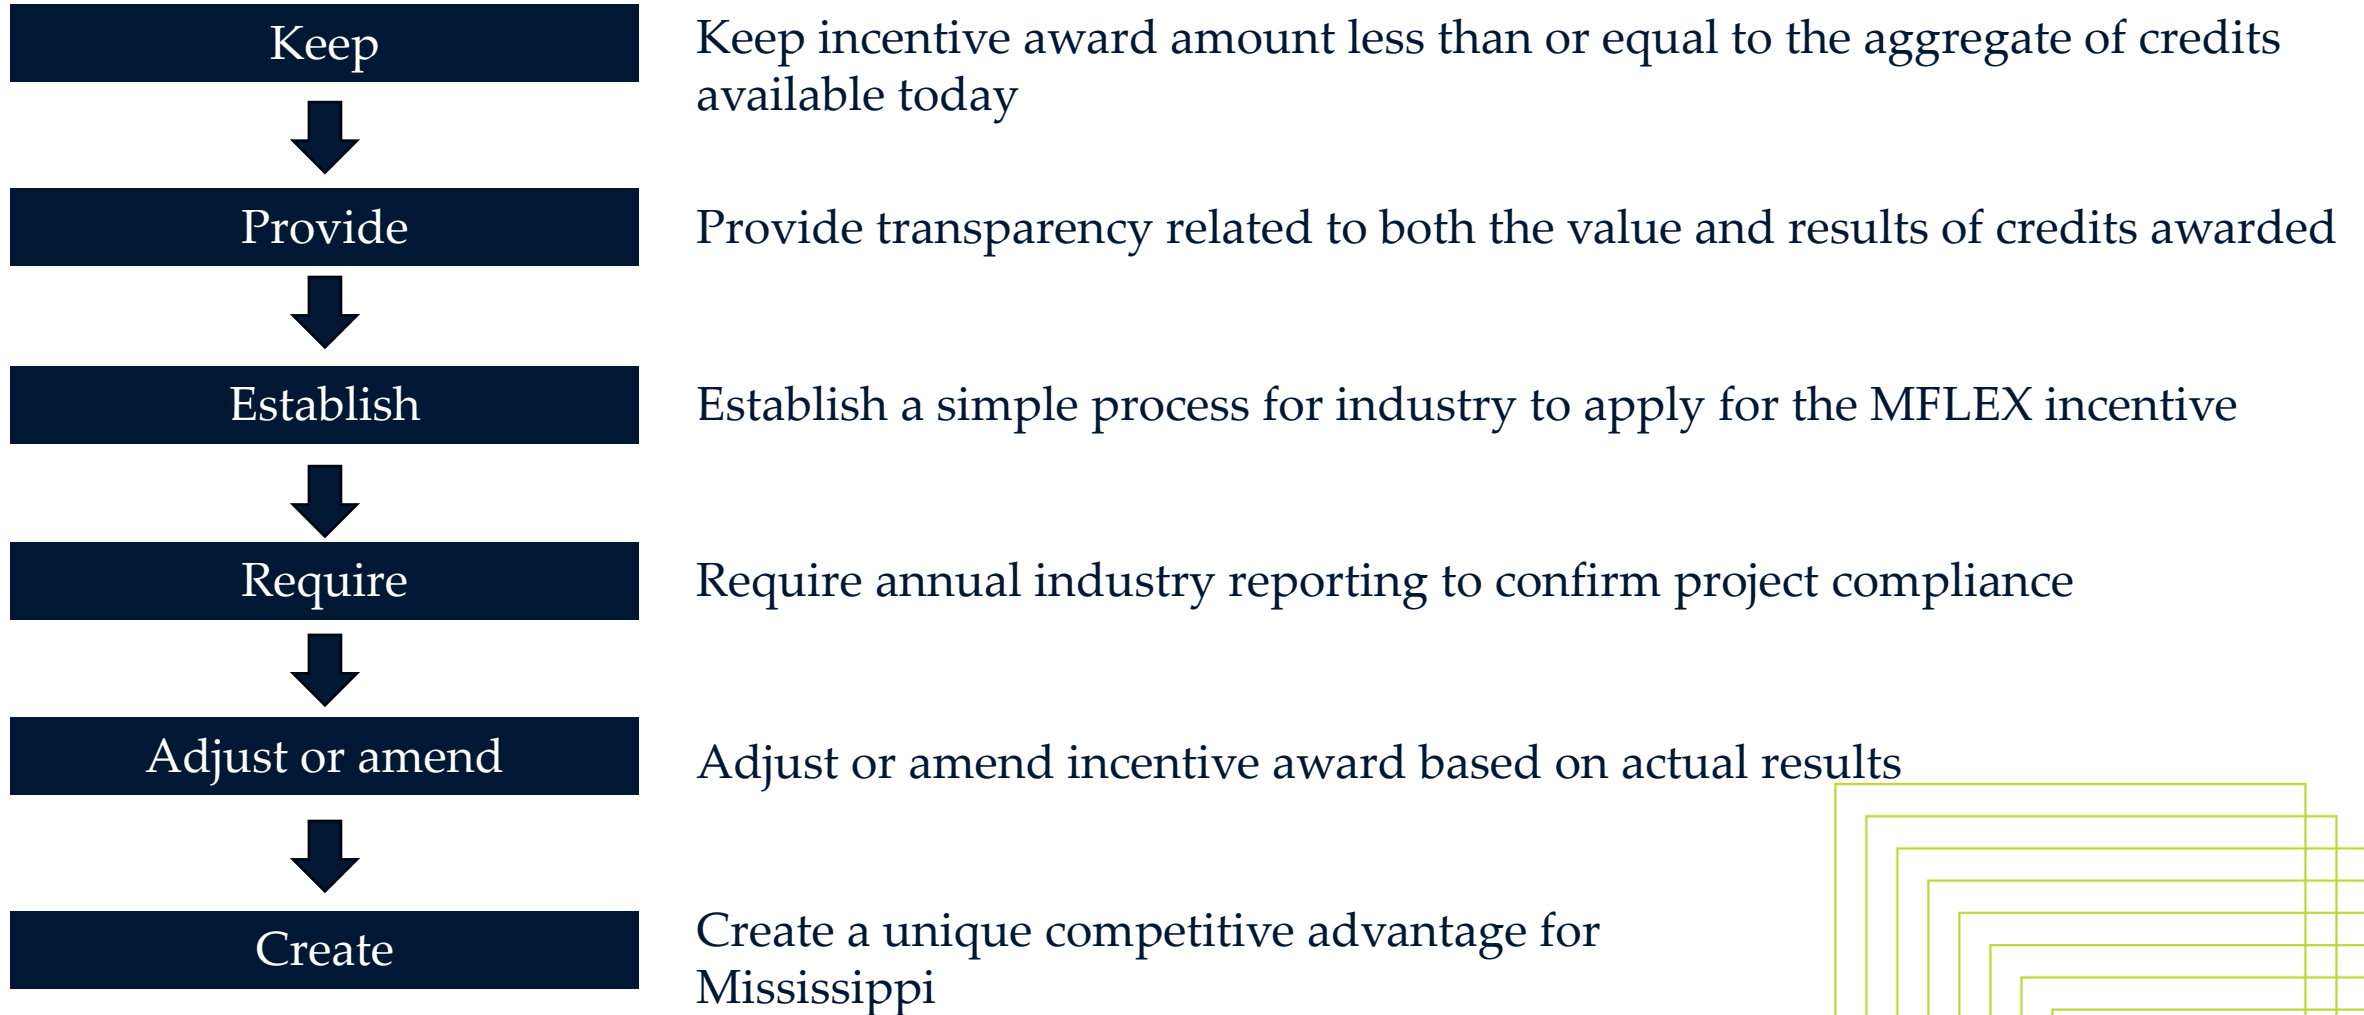 Keep
Keep incentive award amount less than or equal to the aggregate of credits
available today
Provide
Provide transparency related to both the value and results of credits awarded
Establish
Establish a simple process for industry to apply for the MFLEX incentive
Require
Require annual industry reporting to confirm project compliance
Adjust or amend
Adjust or amend incentive award based on actual results
Create
Create a unique competitive advantage for
Mississippi